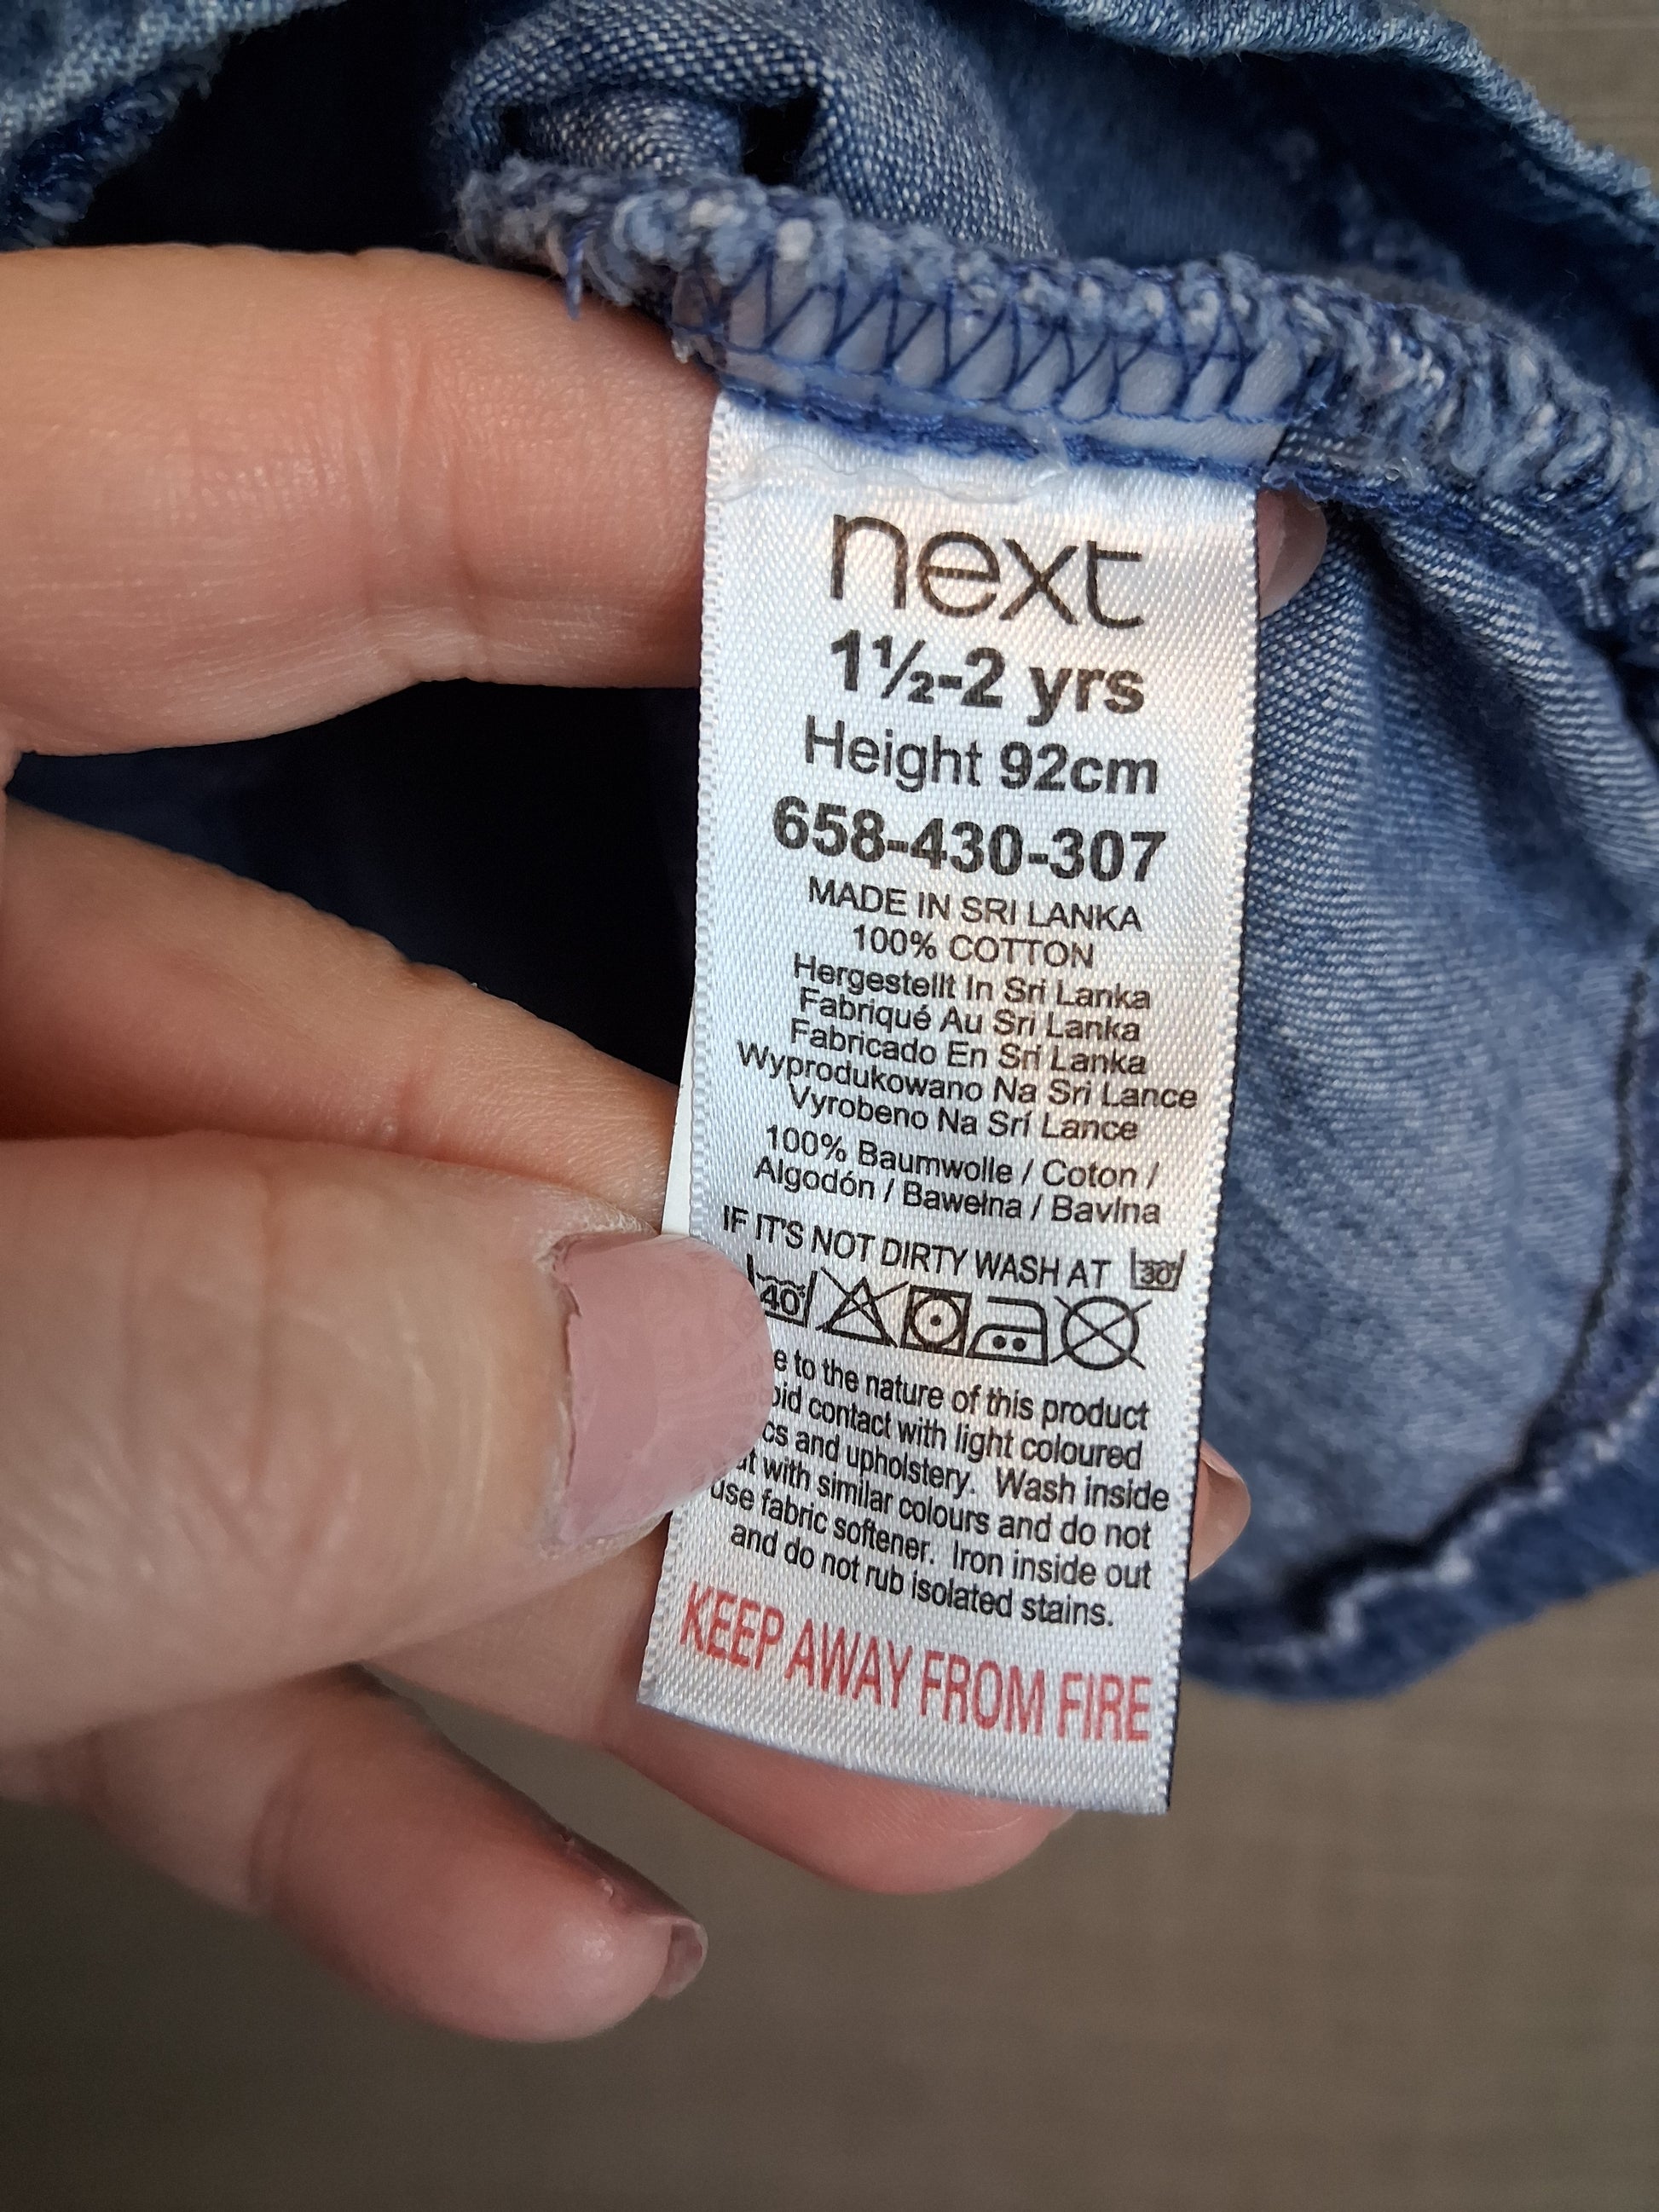 next
1½-2 yrs
Height 92cm
658-430-307
MADE IN SRI LANKA
100% COTTON
Hergestellt In Sri Lanka
Fabriqué Au Sri Lanka
Fabricado En Sri Lanka
Wyprodukowano Na Sri Lance
Vyrobeno Na Srí Lance
100% Baumwolle / Coton /
Algodón / Bawełna / Bavlna
IF IT'S NOT DIRTY WASH AT 30°
40°
to the nature of this product
contact with light coloured
and upholstery. Wash inside
with similar colours and do not
use fabric softener. Iron inside out
and do not rub isolated stains.
KEEP AWAY FROM FIRE